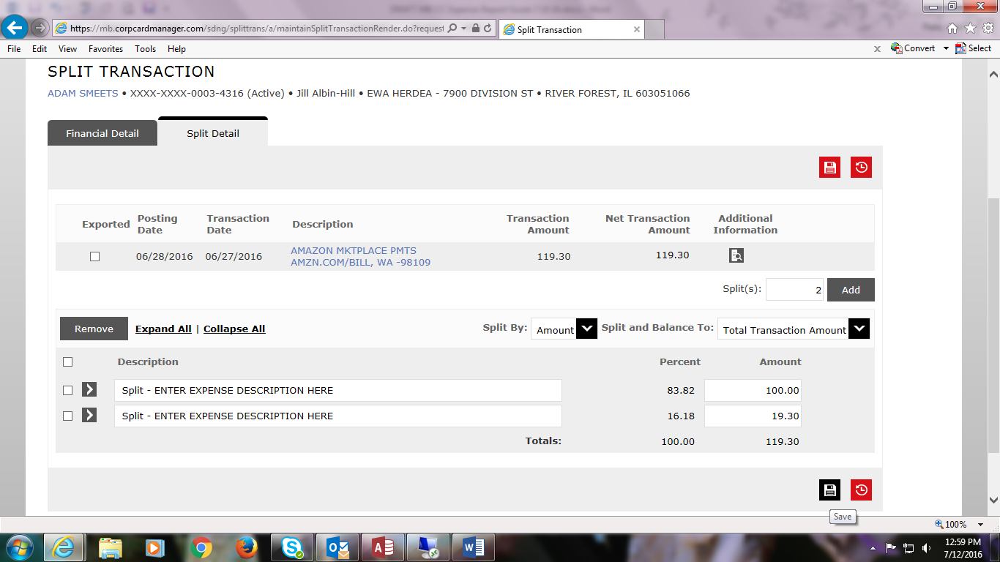 https://mb.corpcardmanager.com/sdng/splittrans/a/maintainSplitTransactionRender.do?request
Split Transaction
File Edit View Favorites Tools Help
x Convert Select
SPLIT TRANSACTION
ADAM SMEETS • XXXX-XXXX-0003-4316 (Active) • Jill Albin-Hill • EWA HERDEA - 7900 DIVISION ST • RIVER FOREST, IL 603051066
Financial Detail Split Detail
Exported Posting Date Transaction Date Description Transaction Amount Net Transaction Amount Additional Information
06/28/2016 06/27/2016 AMAZON MKTPLACE PMTS
AMZN.COM/BILL, WA -98109 119.30 119.30
Split(s): 2 Add
Remove Expand All | Collapse All Split By: Amount Split and Balance To: Total Transaction Amount
Description Percent Amount
Split - ENTER EXPENSE DESCRIPTION HERE 83.82 100.00
Split - ENTER EXPENSE DESCRIPTION HERE 16.18 19.30
Totals: 100.00 119.30
Save
100%
12:59 PM
7/12/2016